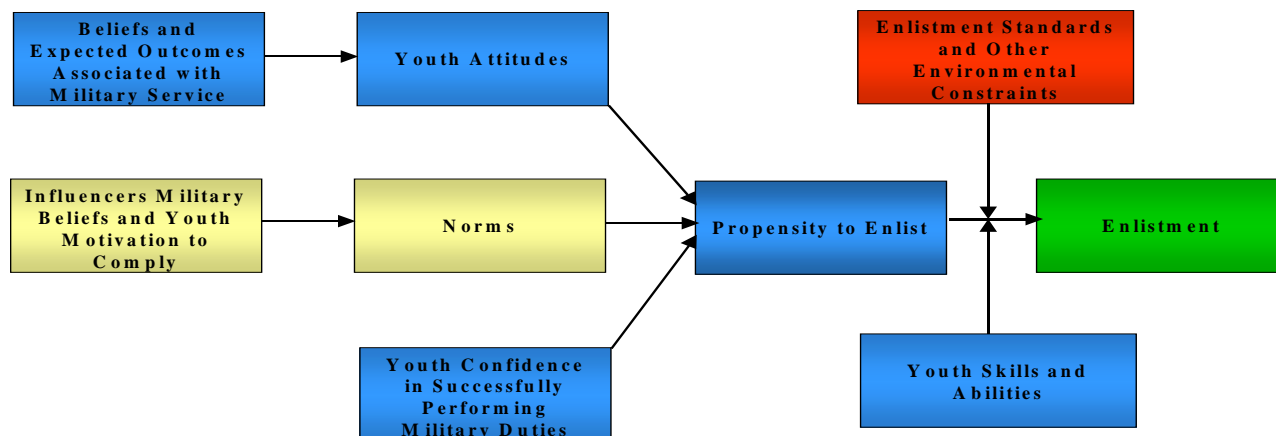 Beliefs and
Expected Outcomes
Associated with
Military Service
Youth Attitudes
Enlistment Standards
and Other
Environmental
Constraints
Influencers Military
Beliefs and Youth
Motivation to
Comply
Norms
Propensity to Enlist
Enlistment
Youth Confidence
in Successfully
Performing
Military Duties
Youth Skills and
Abilities